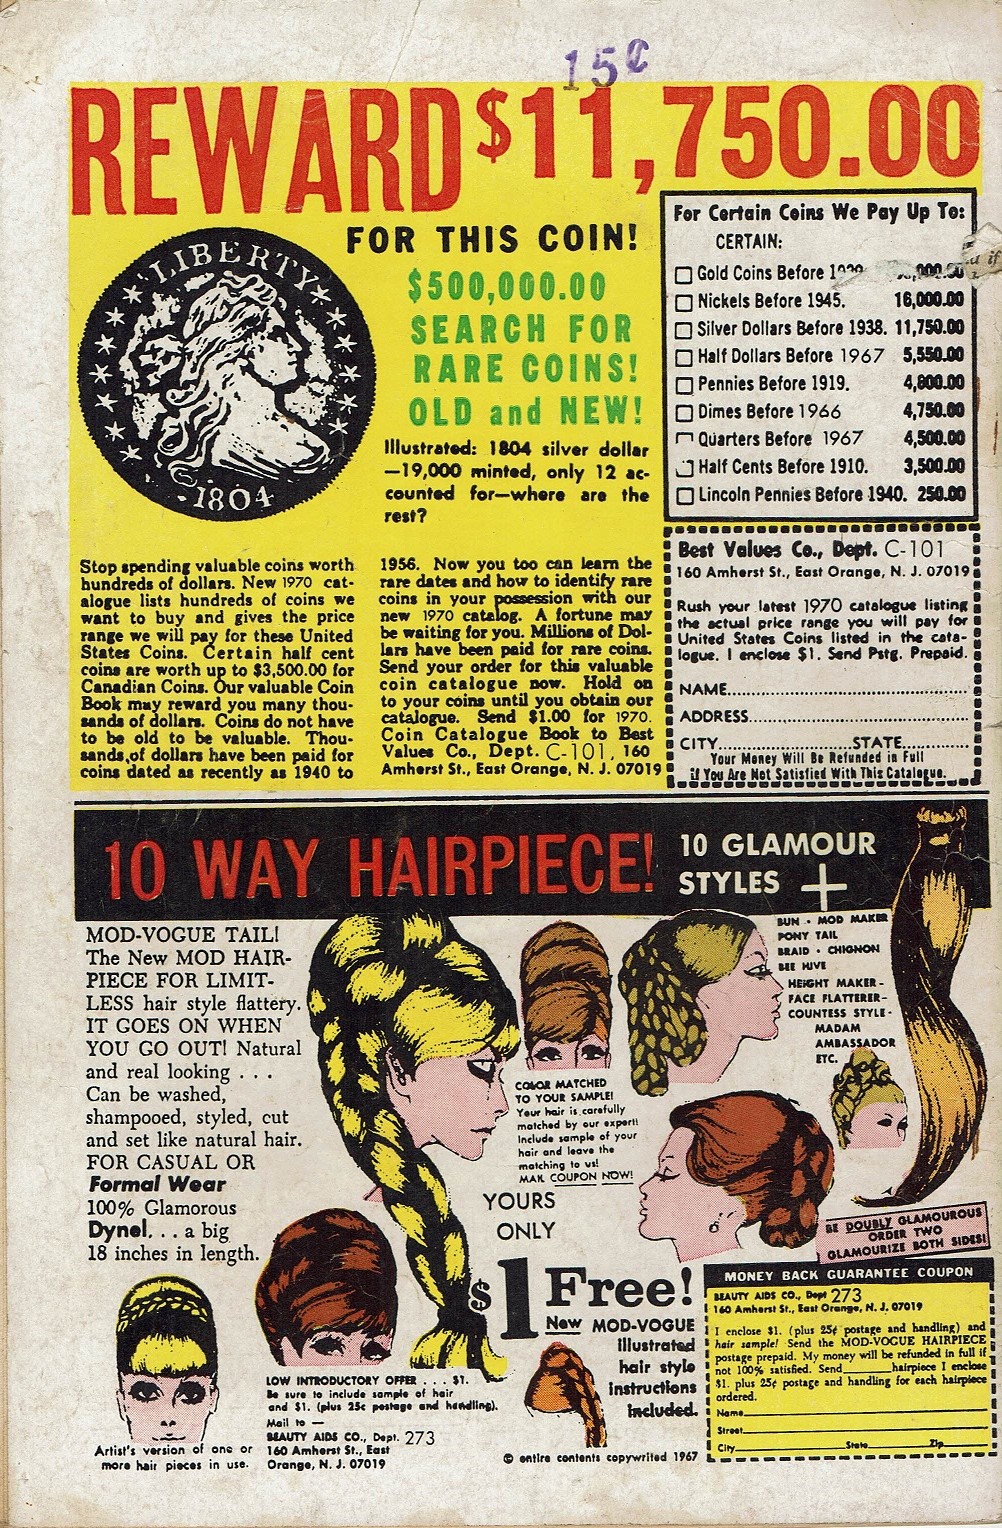 15¢
REWARD $11,750.00
FOR THIS COIN!
$500,000.00
SEARCH FOR
RARE COINS!
OLD and NEW!
LIBERTY
1804
Illustrated: 1804 silver dollar
—19,000 minted, only 12 ac-
counted for—where are the
rest?
For Certain Coins We Pay Up To:
CERTAIN:
Gold Coins Before
Nickels Before 1945. 16,000.00
Silver Dollars Before 1938. 11,750.00
Half Dollars Before 1967 5,550.00
Pennies Before 1919. 4,800.00
Dimes Before 1966 4,750.00
Quarters Before 1967 4,500.00
Half Cents Before 1910. 3,500.00
Lincoln Pennies Before 1940. 250.00
Stop spending valuable coins worth
hundreds of dollars. New 1970 cat-
alogue lists hundreds of coins we
want to buy and gives the price
range we will pay for these United
States Coins. Certain half cent
coins are worth up to $3,500.00 for
Canadian Coins. Our valuable Coin
Book may reward you many thou-
sands of dollars. Coins do not have
to be old to be valuable. Thou-
sands,of dollars have been paid for
coins dated as recently as 1940 to
1956. Now you too can learn the
rare dates and how to identify rare
coins in your possession with our
new 1970 catalog. A fortune may
be waiting for you. Millions of Dol-
lars have been paid for rare coins.
Send your order for this valuable
coin catalogue now. Hold on
to your coins until you obtain our
catalogue. Send $1.00 for 1970.
Coin Catalogue Book to Best
Values Co., Dept. C-101, 160
Amherst St., East Orange, N. J. 07019
Best Values Co., Dept. C-101
160 Amherst St., East Orange, N. J. 07019
Rush your latest 1970 catalogue listing
the actual price range you will pay for
United States Coins listed in the cata-
logue. I enclose $1. Send Pstg. Prepaid.
NAME
ADDRESS
CITY STATE
Your Money Will Be Refunded in Full
if You Are Not Satisfied With This Catalogue.
10 WAY HAIRPIECE!
10 GLAMOUR
STYLES +
MOD-VOGUE TAIL!
The New MOD HAIR-
PIECE FOR LIMIT-
LESS hair style flattery.
IT GOES ON WHEN
YOU GO OUT! Natural
and real looking . . .
Can be washed,
shampooed, styled, cut
and set like natural hair.
FOR CASUAL OR
Formal Wear
100% Glamorous
Dynel. . . a big
18 inches in length.
BUN • MOD MAKER
PONY TAIL
BRAID • CHIGNON
BEE HIVE
HEIGHT MAKER-
FACE FLATTERER-
COUNTESS STYLE-
MADAM
AMBASSADOR
ETC.
COLOR MATCHED
TO YOUR SAMPLE!
Your hair is carefully
matched by our expert!
Include sample of your
hair and leave the
matching to us!
MAIL COUPON NOW!
YOURS
ONLY
$1
Free!
New MOD-VOGUE
illustrated
hair style
instructions
included.
BE DOUBLY GLAMOUROUS
ORDER TWO
GLAMOURIZE BOTH SIDES!
LOW INTRODUCTORY OFFER . . . $1.
Be sure to include sample of hair
and $1. (plus 25c postage and handling).
Mail to —
BEAUTY AIDS CO., Dept. 273
160 Amherst St., East
Orange, N. J. 07019
Artist's version of one or
more hair pieces in use.
© entire contents copywrited 1967
MONEY BACK GUARANTEE COUPON
BEAUTY AIDS CO., Dept 273
160 Amherst St., East Orange, N. J. 07019
I enclose $1. (plus 25¢ postage and handling) and
hair sample! Send the MOD-VOGUE HAIRPIECE
postage prepaid. My money will be refunded in full if
not 100% satisfied. Send hairpiece I enclose
$1. plus 25¢ postage and handling for each hairpiece
ordered.
Name
Street
City State Zip